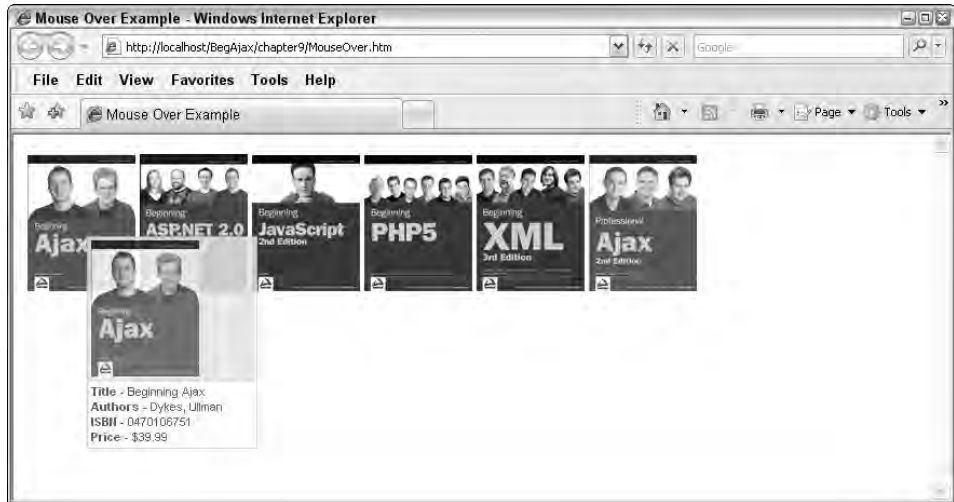 Mouse Over Example - Windows Internet Explorer
http://localhost/BegAjax/chapter9/MouseOver.htm
Google
File Edit View Favorites Tools Help
Mouse Over Example
Page Tools
Beginning
Ajax
Beginning
ASP.NET 2.0
Beginning
JavaScript
2nd Edition
Beginning
PHP5
Beginning
XML
3rd Edition
Professional
Ajax
2nd Edition
Beginning
Ajax
Title - Beginning Ajax
Authors - Dykes, Ullman
ISBN - 0470106751
Price - $39.99